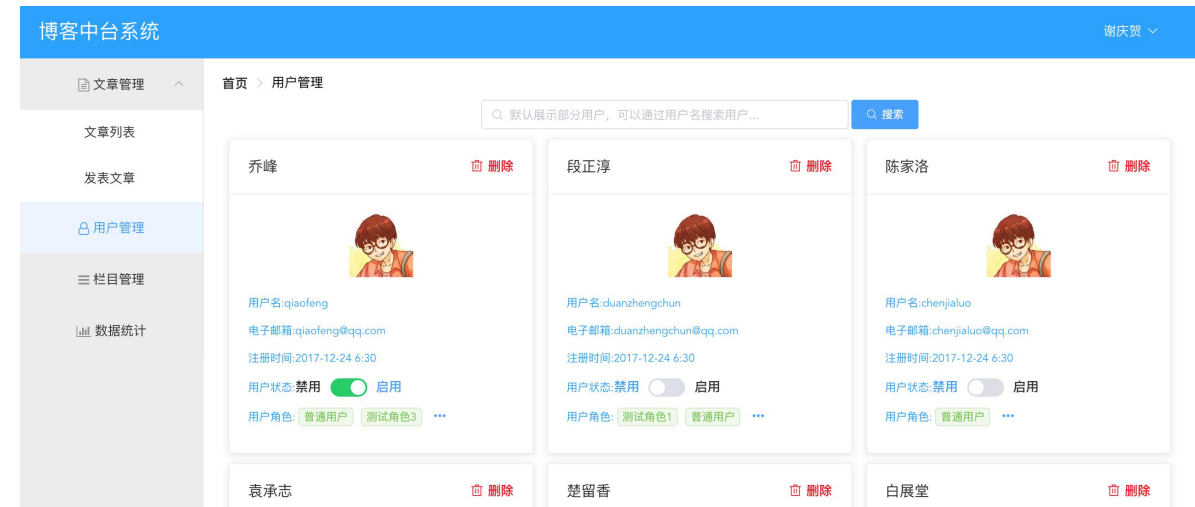 博客中台系统
谢庆贺
文章管理
文章列表
发表文章
用户管理
栏目管理
数据统计
首页 > 用户管理
默认展示部分用户，可以通过用户名搜索用户...
搜索
乔峰 删除
用户名:qiaofeng
电子邮箱:qiaofeng@qq.com
注册时间:2017-12-24 6:30
用户状态:禁用 启用
用户角色: 普通用户 测试角色3 •••
段正淳 删除
用户名:duanzhengchun
电子邮箱:duanzhengchun@qq.com
注册时间:2017-12-24 6:30
用户状态:禁用 启用
用户角色: 测试角色1 普通用户 •••
陈家洛 删除
用户名:chenjialuo
电子邮箱:chenjialuo@qq.com
注册时间:2017-12-24 6:30
用户状态:禁用 启用
用户角色: 普通用户 •••
袁承志 删除
楚留香 删除
白展堂 删除